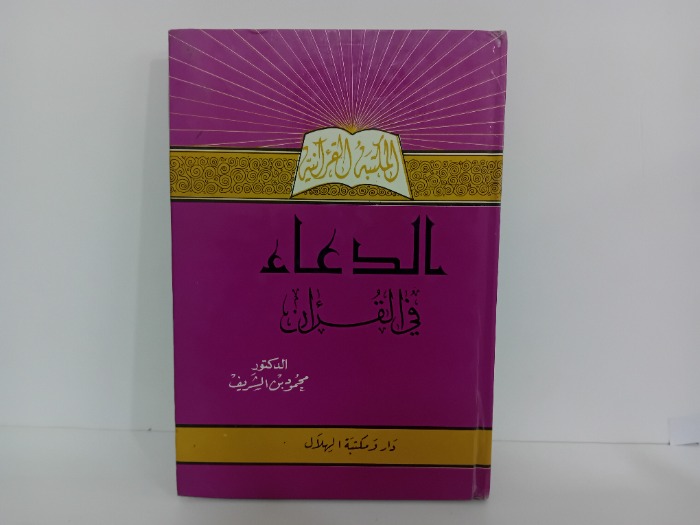 المكتبة القرآنية
الدعاء
في القرآن
الدكتور
محمود بن الشريف
دار ومكتبة الهلال